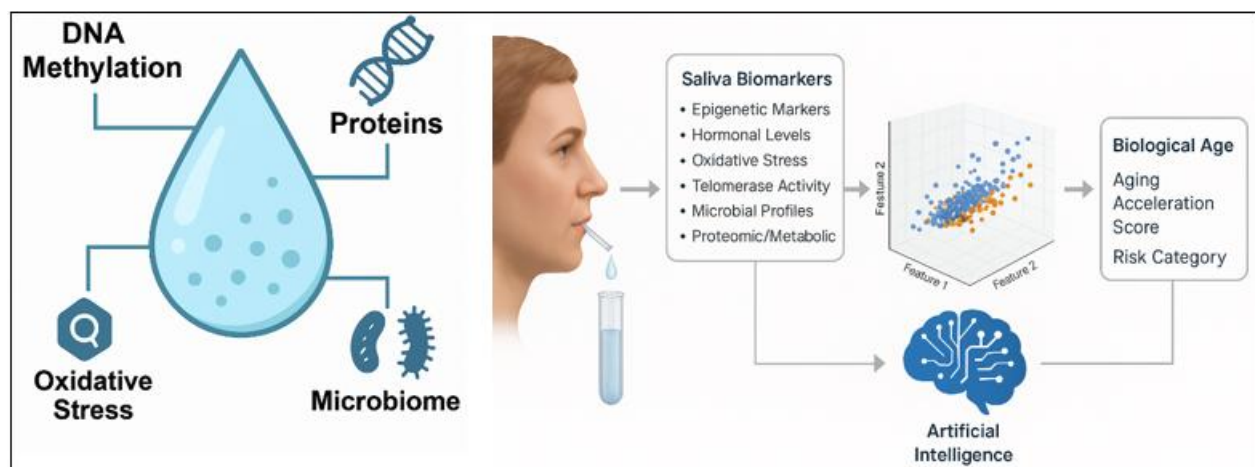 DNA
Methylation
Proteins
Oxidative
Stress
Microbiome
Saliva Biomarkers
• Epigenetic Markers
• Hormonal Levels
• Oxidative Stress
• Telomerase Activity
• Microbial Profiles
• Proteomic/Metabolic
Festure 2
Feature 1
Feature 2
Biological Age
Aging
Acceleration
Score
Risk Category
Artificial
Intelligence